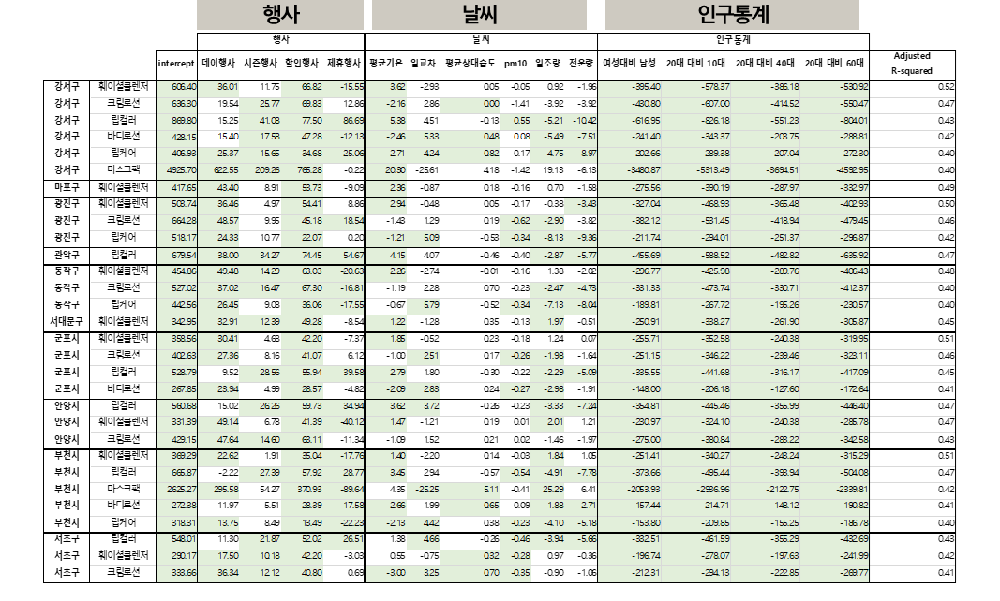 행사 날씨 인구통계
행사 날씨 인구통계
intercept 데이행사 시즌행사 할인행사 제휴행사 평균기온 일교차 평균상대습도 pm10 일조량 전운량 여성대비 남성 20대 대비 10대 20대 대비 40대 20대 대비 60대 Adjusted R-squared
강서구 훼이셜클렌저 606.40 36.01 11.75 66.82 -15.55 3.62 -2.93 0.05 -0.05 0.92 -1.96 -395.40 -578.37 -386.18 -530.92 0.52
강서구 크림로션 636.30 19.54 25.77 69.83 12.86 -2.16 2.86 0.00 -1.41 -3.92 -3.92 -430.80 -607.00 -414.52 -550.47 0.47
강서구 립컬러 869.80 15.25 41.08 77.50 86.69 5.38 4.51 -0.13 0.55 -5.21 -10.42 -616.95 -826.18 -551.23 -804.01 0.43
강서구 바디로션 428.15 15.40 17.58 47.28 -12.13 -2.46 5.33 0.48 0.08 -5.49 -7.51 -241.40 -343.37 -203.75 -288.81 0.42
강서구 립케어 406.93 25.37 15.65 34.68 -25.06 -2.71 4.24 0.82 -0.17 -4.75 -8.97 -202.66 -289.38 -207.04 -272.30 0.40
강서구 마스크팩 4925.70 622.55 209.26 765.28 -0.22 20.30 -25.61 4.18 -1.42 19.13 -6.13 -3480.87 -5313.49 -3694.51 -4592.95 0.40
마포구 훼이셜클렌저 417.65 43.40 8.91 53.73 -9.09 2.36 -0.87 0.18 -0.16 0.70 -1.58 -275.56 -390.19 -287.97 -332.97 0.49
광진구 훼이셜클렌저 503.74 36.46 4.97 54.41 8.86 2.94 -0.48 0.05 -0.17 -0.38 -3.43 -327.04 -468.93 -365.48 -402.93 0.50
광진구 크림로션 664.28 48.57 9.95 45.18 18.54 -1.43 1.29 0.19 -0.62 -2.90 -3.82 -382.12 -531.45 -418.94 -479.45 0.46
광진구 립케어 518.17 24.33 10.77 22.07 0.20 -1.21 5.09 -0.53 -0.34 -8.13 -9.36 -211.74 -294.01 -251.37 -296.87 0.42
관악구 립컬러 679.54 38.00 34.27 74.45 54.67 4.15 4.07 -0.46 -0.40 -2.87 -5.77 -455.69 -588.52 -482.82 -635.92 0.47
동작구 훼이셜클렌저 454.86 49.48 14.29 63.03 -20.63 2.26 -2.74 -0.01 -0.16 1.38 -2.02 -296.77 -425.98 -289.76 -406.43 0.48
동작구 크림로션 527.02 37.02 16.47 67.30 -16.81 -1.19 2.28 0.70 -0.23 -2.47 -4.73 -331.33 -473.74 -330.71 -412.37 0.40
동작구 립케어 442.56 26.45 9.08 36.06 -17.55 -0.67 5.79 -0.52 -0.34 -7.13 -8.04 -189.81 -267.72 -195.26 -230.57 0.40
서대문구 훼이셜클렌저 342.95 32.91 12.39 49.28 -8.54 1.22 -1.28 0.35 -0.13 1.97 -0.51 -250.91 -338.27 -261.90 -305.87 0.45
군포시 훼이셜클렌저 358.56 30.41 4.68 42.20 -7.37 1.85 -0.52 0.23 -0.18 1.24 0.07 -255.71 -352.58 -240.38 -319.95 0.51
군포시 크림로션 402.63 27.36 8.16 41.07 6.12 -1.00 2.51 0.17 -0.26 -1.98 -1.64 -251.15 -346.22 -239.46 -323.11 0.46
군포시 립컬러 528.79 9.52 28.56 55.94 39.58 2.79 1.80 -0.30 -0.22 -2.29 -5.09 -335.55 -441.68 -316.17 -417.09 0.45
군포시 바디로션 267.85 23.94 4.99 28.57 -4.82 -2.09 2.83 0.24 -0.27 -2.98 -1.91 -148.00 -206.18 -127.60 -172.64 0.41
안양시 립컬러 560.68 15.02 26.26 59.73 34.94 3.62 3.72 -0.26 -0.23 -3.33 -7.24 -354.81 -445.46 -355.99 -446.40 0.47
안양시 훼이셜클렌저 331.39 49.14 6.78 41.39 -40.12 1.47 -1.21 0.19 0.01 2.01 1.21 -230.97 -324.10 -240.38 -285.78 0.47
안양시 크림로션 429.15 47.64 14.60 63.11 -11.34 -1.09 1.52 0.21 0.02 -1.46 -1.97 -275.00 -380.84 -283.22 -342.58 0.43
부천시 훼이셜클렌저 369.29 22.62 1.91 35.04 -17.76 1.40 -2.20 0.14 -0.03 1.84 1.05 -251.41 -340.27 -243.24 -315.29 0.51
부천시 립컬러 665.87 -2.22 27.39 57.92 28.77 3.45 2.94 -0.57 -0.54 -4.91 -7.78 -373.66 -495.44 -398.94 -504.08 0.47
부천시 마스크팩 2625.27 295.58 54.27 370.93 -89.64 4.35 -25.25 5.11 -0.41 25.29 6.41 -2053.93 -2986.96 -2122.75 -2339.81 0.42
부천시 바디로션 272.38 11.97 5.51 28.39 -17.58 -2.66 1.99 0.65 -0.09 -1.88 -2.71 -157.44 -214.71 -148.12 -190.82 0.41
부천시 립케어 318.31 13.75 8.49 13.49 -22.23 -2.13 4.42 0.38 -0.23 -4.10 -5.18 -153.80 -209.85 -155.25 -186.78 0.40
서초구 립컬러 548.01 11.30 21.87 52.02 26.51 1.38 4.66 -0.26 -0.46 -3.94 -5.66 -332.51 -461.59 -355.29 -432.69 0.43
서초구 훼이셜클렌저 290.17 17.50 10.18 42.20 -3.03 0.55 -0.75 0.32 -0.28 0.97 -0.36 -196.74 -278.07 -197.63 -241.99 0.42
서초구 크림로션 333.66 36.34 12.12 40.80 0.69 -3.00 3.25 0.70 -0.35 -0.90 -1.06 -212.31 -294.13 -222.85 -269.77 0.41